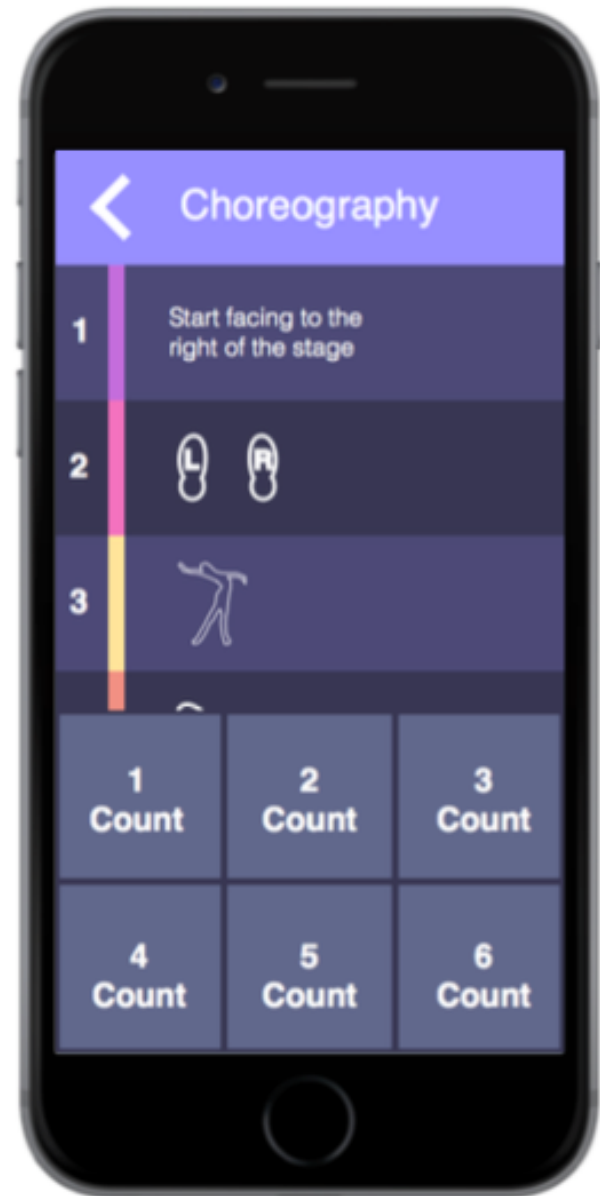 Choreography
1
Start facing to the
right of the stage
2
L R
3
1
Count
2
Count
3
Count
4
Count
5
Count
6
Count